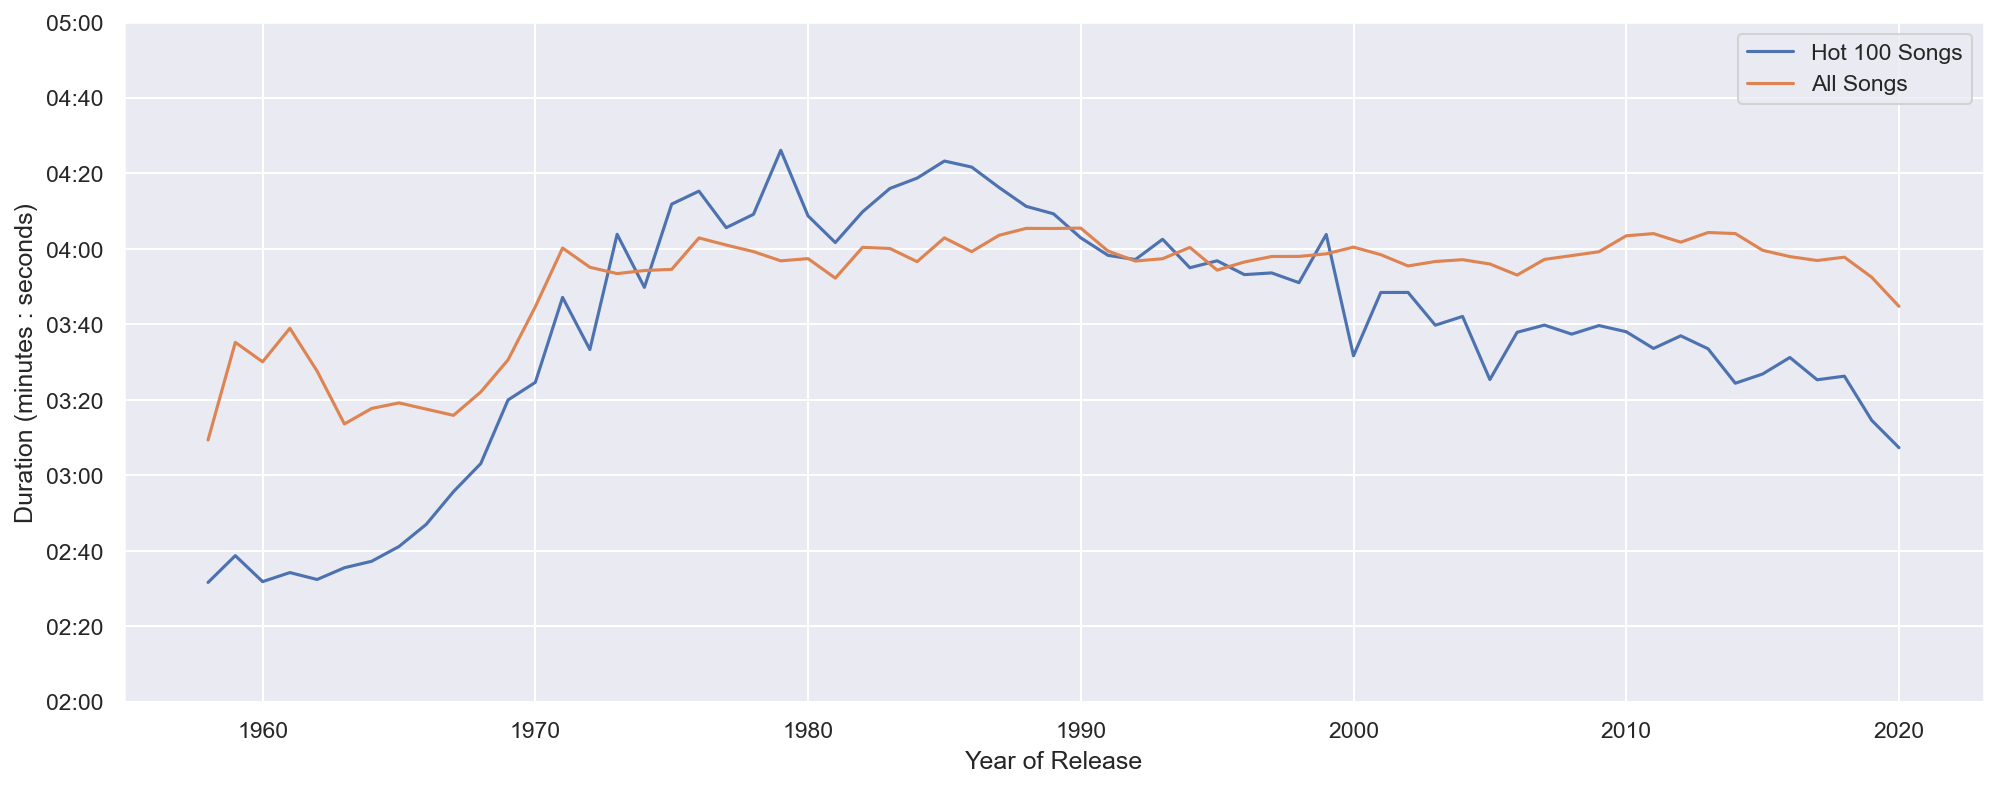 05:00
04:40
04:20
04:00
03:40
03:20
03:00
02:40
02:20
02:00
Duration (minutes : seconds)
Hot 100 Songs
All Songs
1960 1970 1980 1990 2000 2010 2020
Year of Release